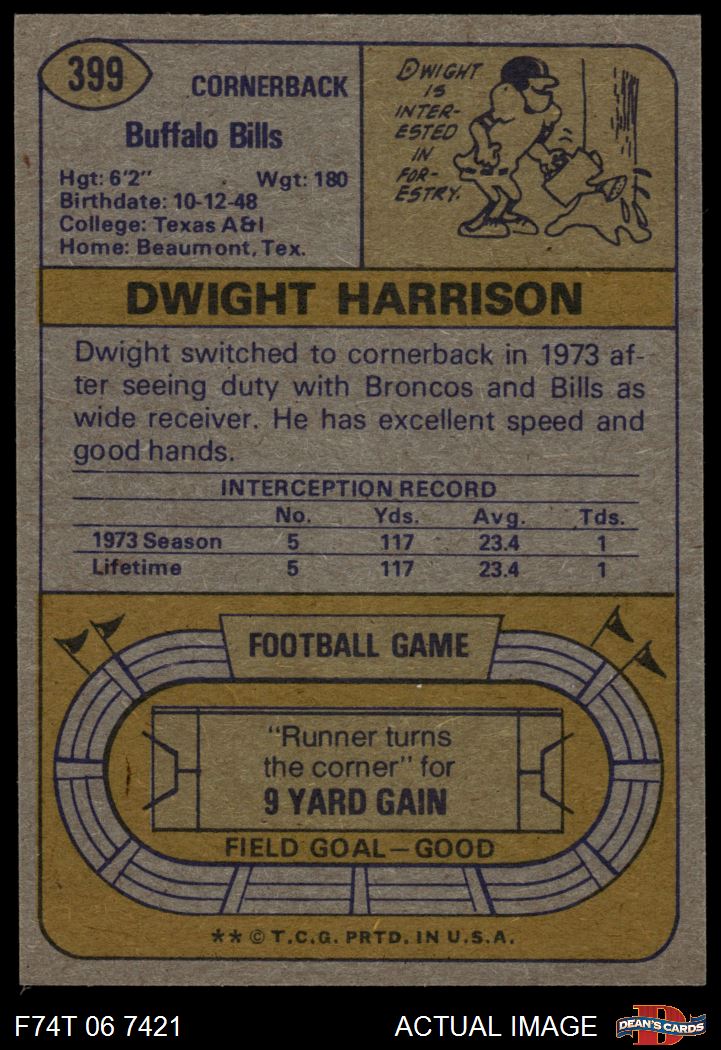 399
CORNERBACK
Buffalo Bills
Hgt: 6'2" Wgt: 180
Birthdate: 10-12-48
College: Texas A&I
Home: Beaumont, Tex.
DWIGHT
IS
INTER-
ESTED
IN
FOR-
ESTRY.
DWIGHT HARRISON
Dwight switched to cornerback in 1973 af-
ter seeing duty with Broncos and Bills as
wide receiver. He has excellent speed and
good hands.
INTERCEPTION RECORD
No. Yds. Avg. Tds.
1973 Season 5 117 23.4 1
Lifetime 5 117 23.4 1
FOOTBALL GAME
"Runner turns
the corner" for
9 YARD GAIN
FIELD GOAL—GOOD
** © T.C.G. PRTD. IN U.S.A.
F74T 06 7421 ACTUAL IMAGE
D
DEAN'S CARDS